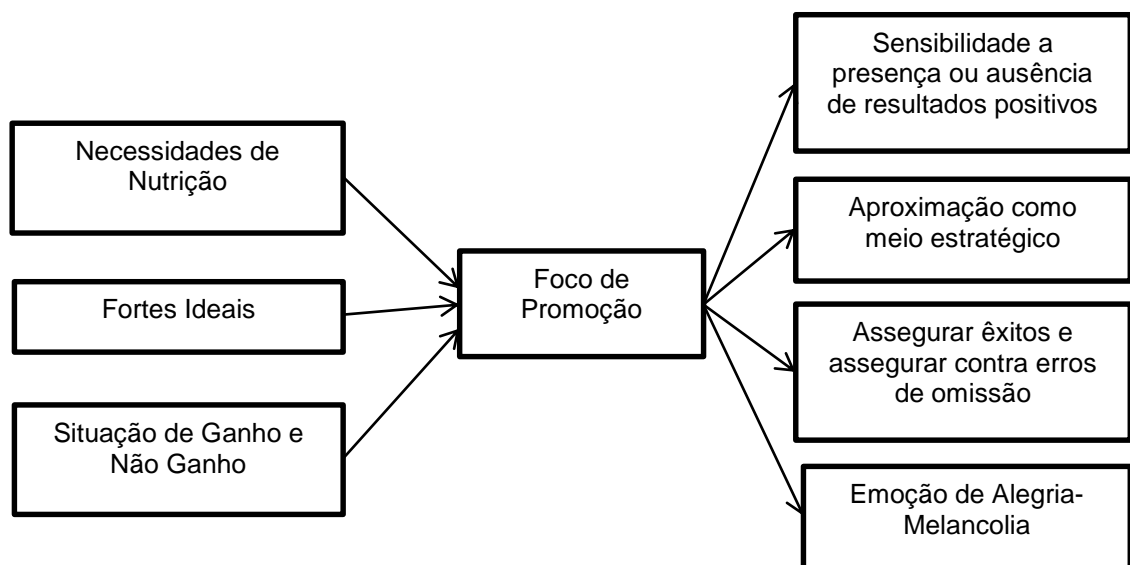 Necessidades de
Nutrição
Fortes Ideais
Situação de Ganho e
Não Ganho
Foco de
Promoção
Sensibilidade a
presença ou ausência
de resultados positivos
Aproximação como
meio estratégico
Assegurar êxitos e
assegurar contra erros
de omissão
Emoção de Alegria-
Melancolia